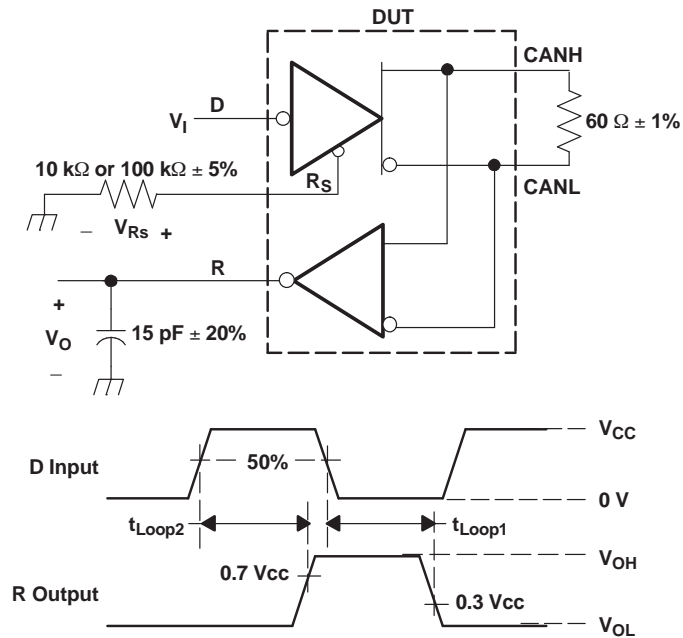 DUT
CANH
D
V_I
60 Ω ± 1%
10 kΩ or 100 kΩ ± 5%
R_S
CANL
– V_Rs +
R
+
V_O
15 pF ± 20%
–
V_CC
D Input
50%
0 V
t_Loop2
t_Loop1
V_OH
0.7 Vcc
R Output
0.3 Vcc
V_OL